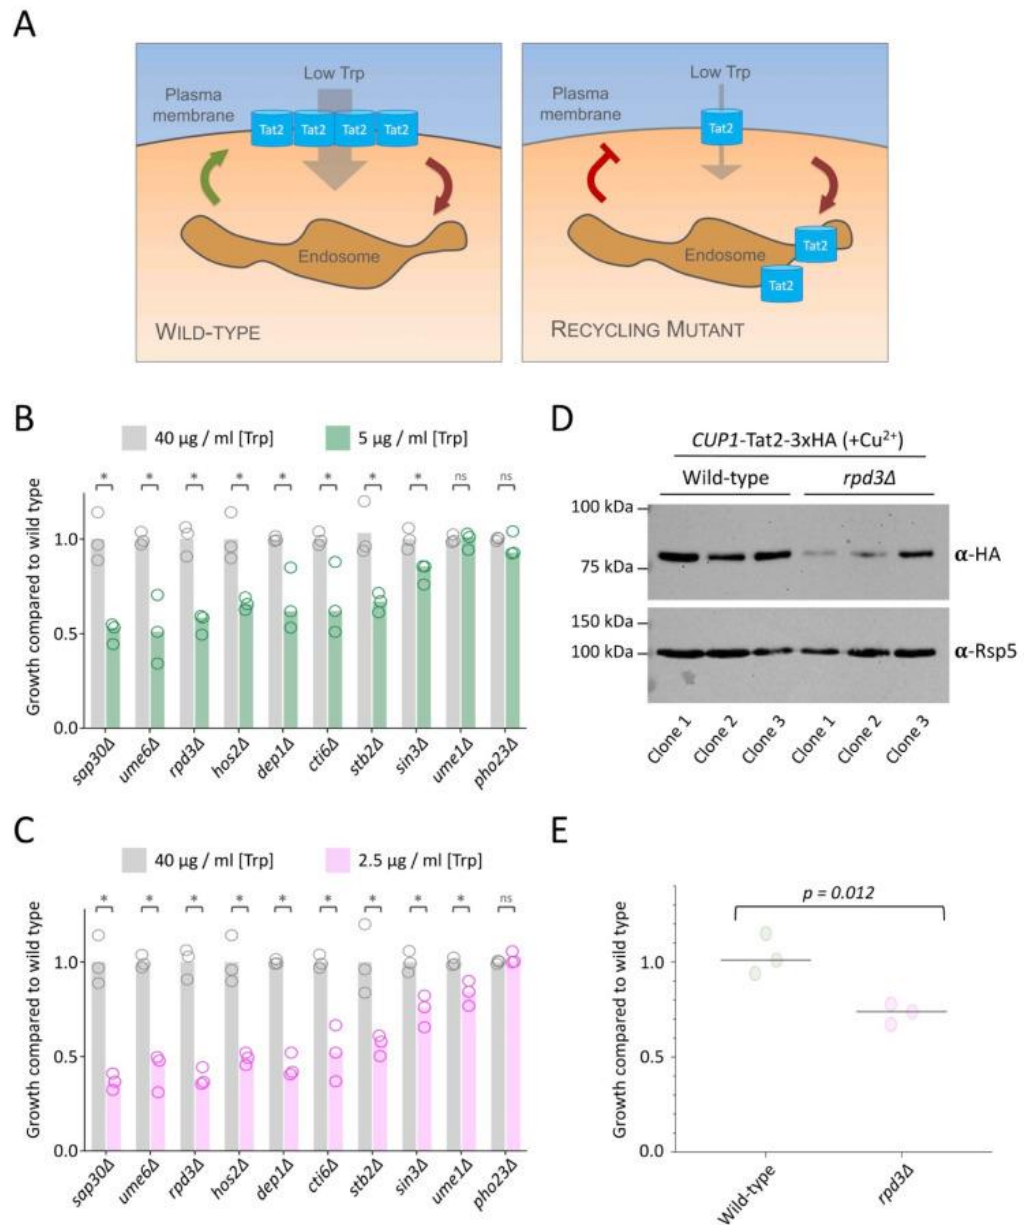 A
Low Trp
Plasma
membrane
Tat2 Tat2 Tat2 Tat2
Endosome
WILD-TYPE
Low Trp
Plasma
membrane
Tat2
Tat2
Endosome
Tat2
RECYCLING MUTANT
B
40 µg / ml [Trp] 5 µg / ml [Trp]
* * * * * * * * ns ns
Growth compared to wild type
1.0
0.5
0.0
sap30Δ ume6Δ rpd3Δ hos2Δ dep1Δ cti6Δ stb2Δ sin3Δ ume1Δ pho23Δ
C
40 µg / ml [Trp] 2.5 µg / ml [Trp]
* * * * * * * * * ns
Growth compared to wild type
1.0
0.5
0.0
sap30Δ ume6Δ rpd3Δ hos2Δ dep1Δ cti6Δ stb2Δ sin3Δ ume1Δ pho23Δ
D
CUP1-Tat2-3xHA (+Cu²⁺)
Wild-type rpd3Δ
100 kDa
75 kDa
α-HA
150 kDa
100 kDa
α-Rsp5
Clone 1 Clone 2 Clone 3 Clone 1 Clone 2 Clone 3
E
p = 0.012
Growth compared to wild type
1.0
0.5
0.0
Wild-type rpd3Δ